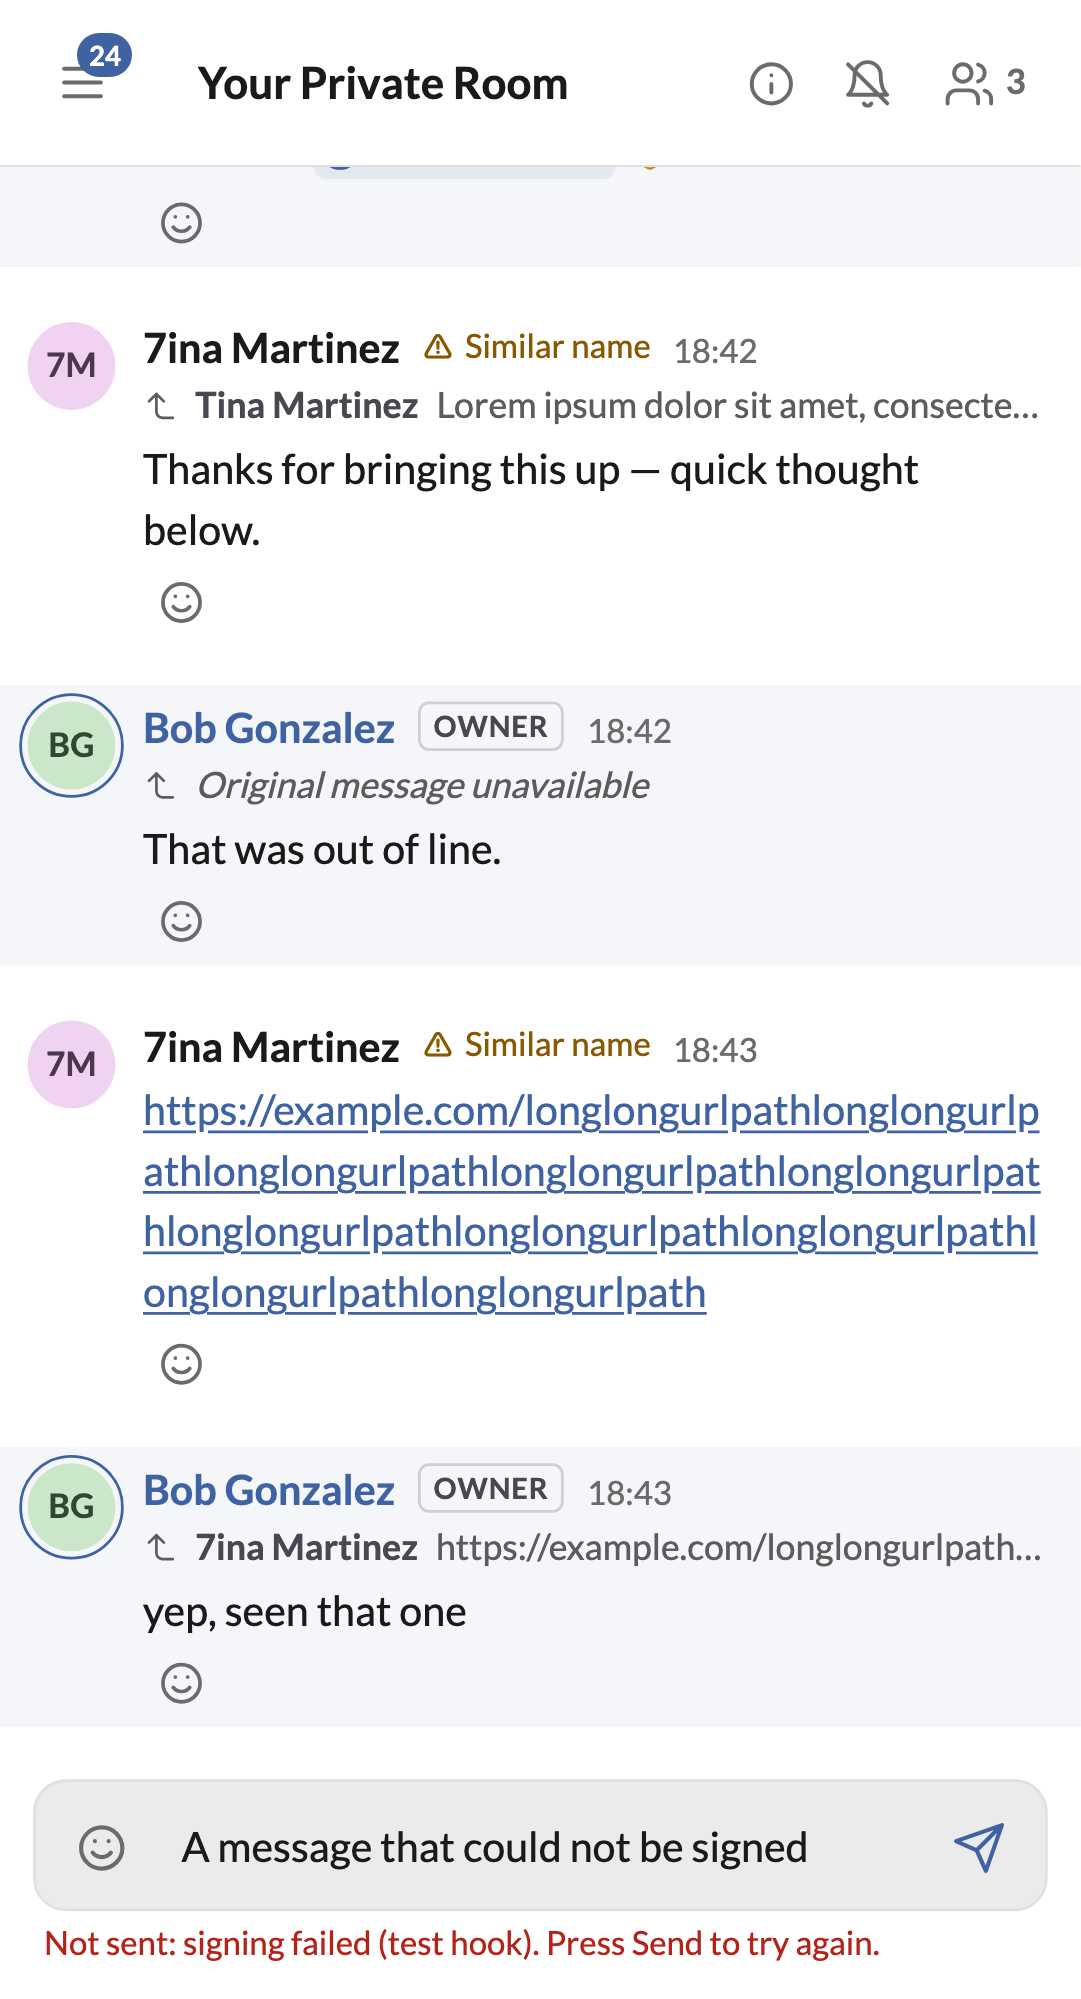 24
Your Private Room
3
7M
7ina Martinez Similar name 18:42
Tina Martinez Lorem ipsum dolor sit amet, consecte...
Thanks for bringing this up — quick thought
below.
BG
Bob Gonzalez OWNER 18:42
Original message unavailable
That was out of line.
7M
7ina Martinez Similar name 18:43
https://example.com/longlongurlpathlonglongurlp
athlonglongurlpathlonglongurlpathlonglongurlpat
hlonglongurlpathlonglongurlpathlonglongurlpathl
onglongurlpathlonglongurlpath
BG
Bob Gonzalez OWNER 18:43
7ina Martinez https://example.com/longlongurlpath...
yep, seen that one
A message that could not be signed
Not sent: signing failed (test hook). Press Send to try again.